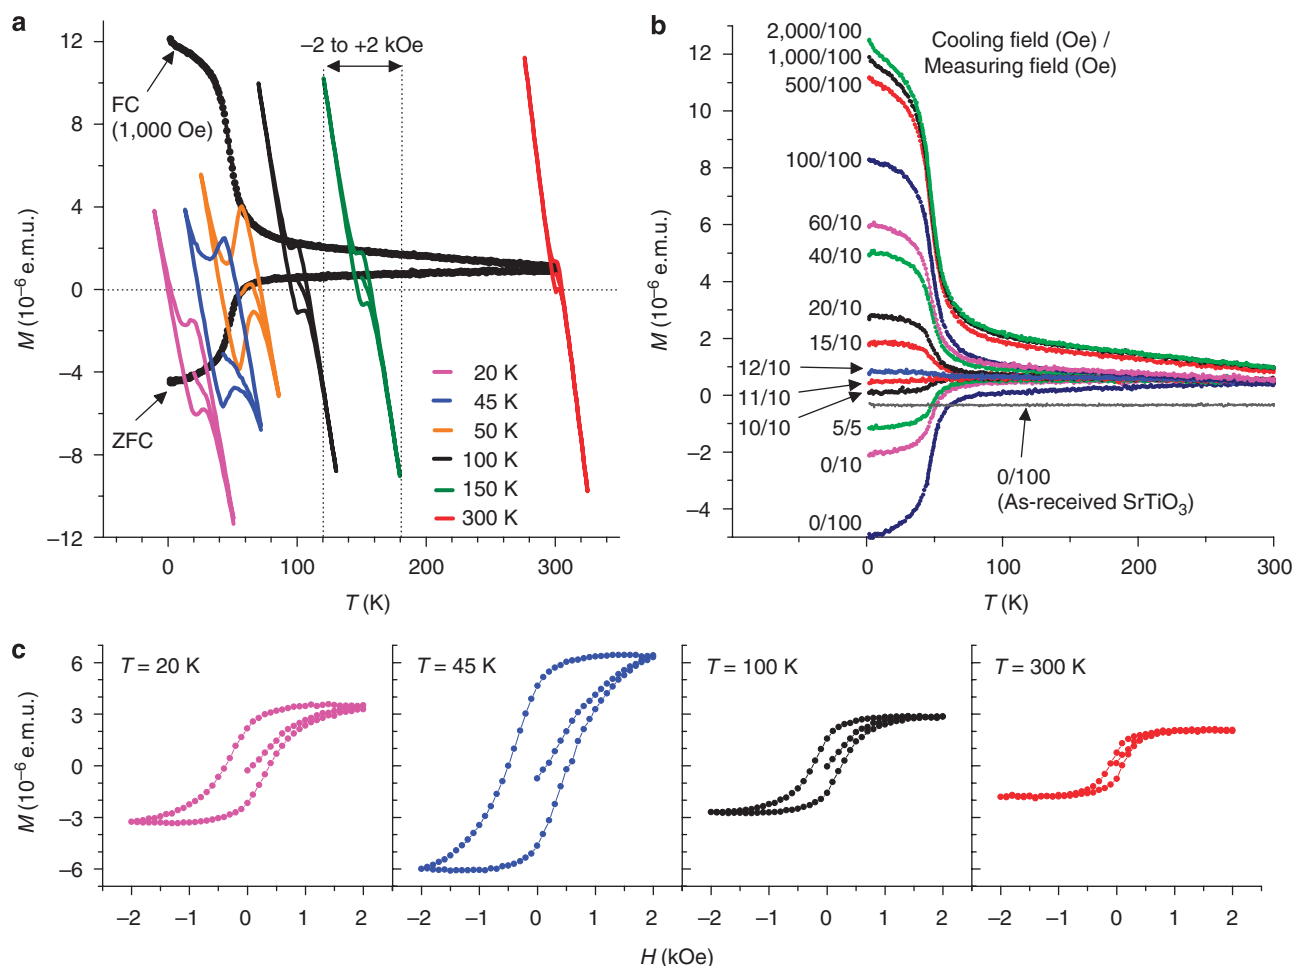 a
–2 to +2 kOe
FC
(1,000 Oe)
ZFC
20 K
45 K
50 K
100 K
150 K
300 K
12
8
4
0
–4
–8
–12
M (10⁻⁶ e.m.u.)
0
100
200
300
T (K)
b
Cooling field (Oe) /
Measuring field (Oe)
2,000/100
1,000/100
500/100
100/100
60/10
40/10
20/10
15/10
12/10
11/10
10/10
5/5
0/10
0/100
0/100
(As-received SrTiO₃)
12
10
8
6
4
2
0
–2
–4
M (10⁻⁶ e.m.u.)
0
100
200
300
T (K)
c
T = 20 K
T = 45 K
T = 100 K
T = 300 K
6
3
0
–3
–6
M (10⁻⁶ e.m.u.)
–2 –1 0 1 2
–2 –1 0 1 2
–2 –1 0 1 2
–2 –1 0 1 2
H (kOe)